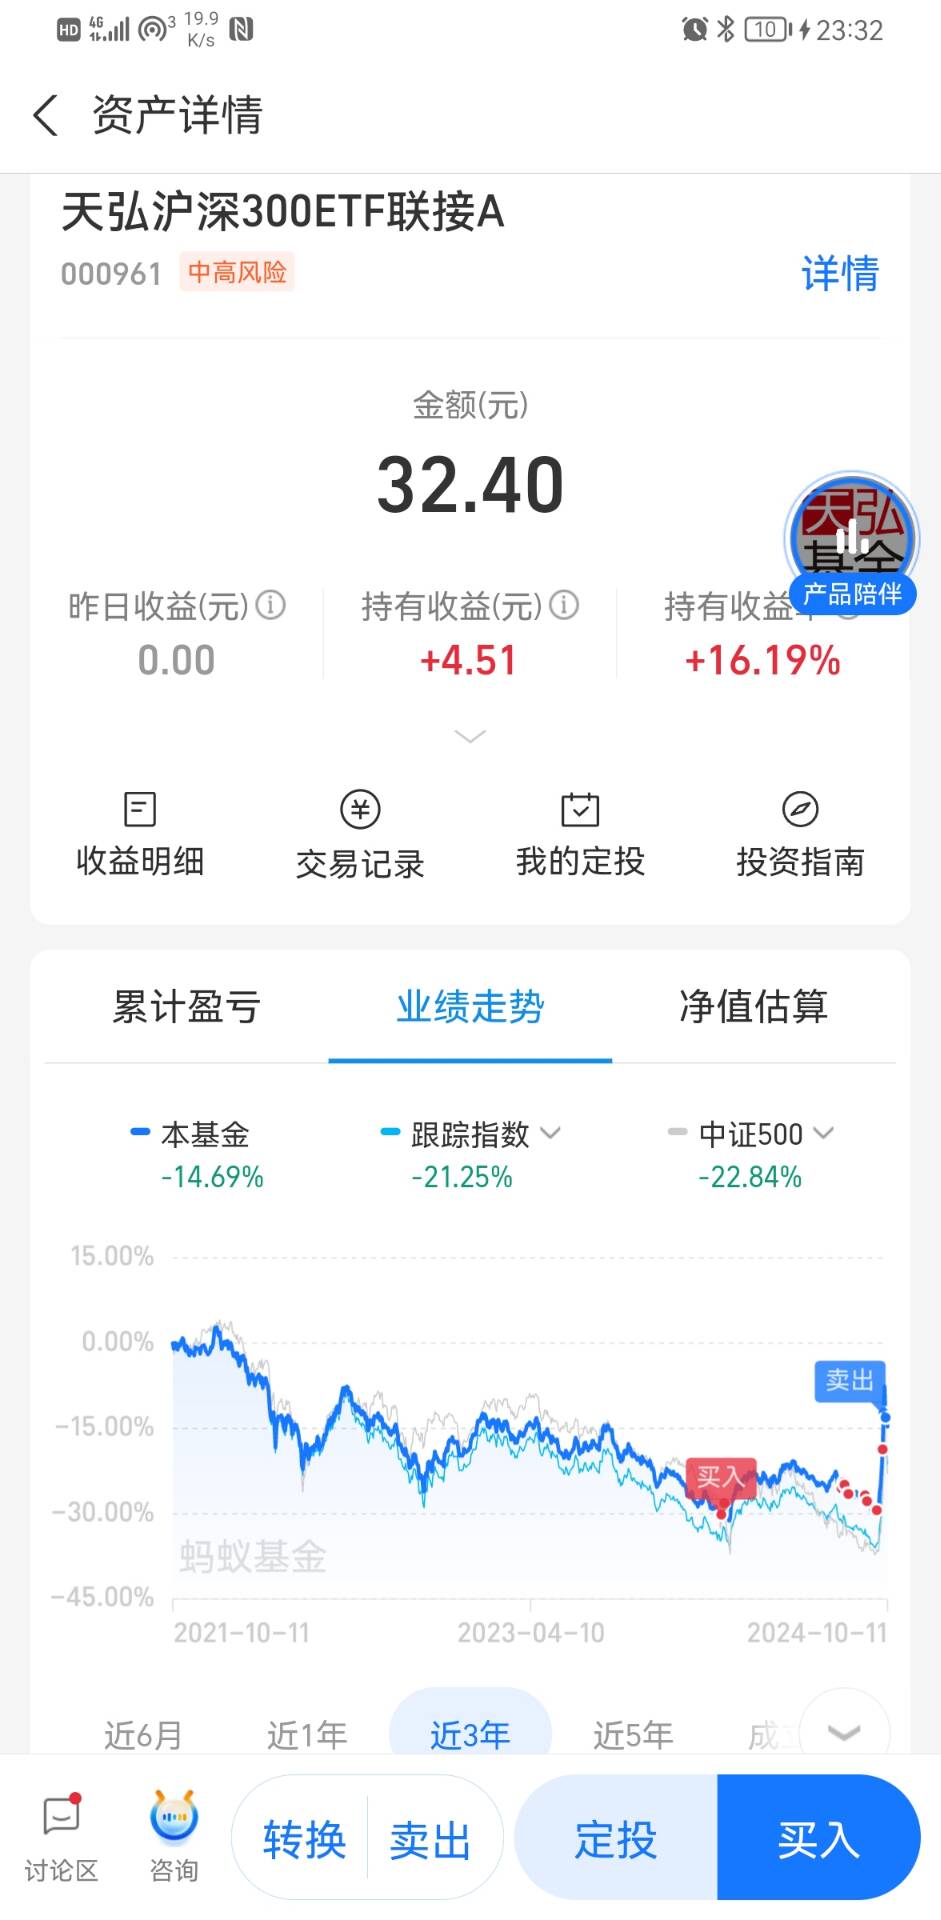 HD 4G 3 19.9 K/s 10 23:32
资产详情
天弘沪深300ETF联接A
000961 中高风险 详情
金额(元)
32.40
天弘
基金
产品陪伴
昨日收益(元) 持有收益(元) 持有收益
0.00 +4.51 +16.19%
收益明细 交易记录 我的定投 投资指南
累计盈亏 业绩走势 净值估算
本基金 跟踪指数 中证500
-14.69% -21.25% -22.84%
15.00%
0.00%
卖出
-15.00%
买入
-30.00%
蚂蚁基金
-45.00%
2021-10-11 2023-04-10 2024-10-11
近6月 近1年 近3年 近5年 成
讨论区 咨询 转换 卖出 定投 买入